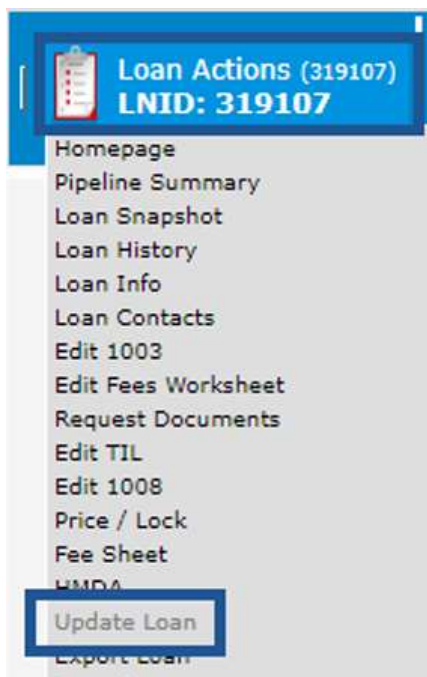 Loan Actions (319107)
LNID: 319107
Homepage
Pipeline Summary
Loan Snapshot
Loan History
Loan Info
Loan Contacts
Edit 1003
Edit Fees Worksheet
Request Documents
Edit TIL
Edit 1008
Price / Lock
Fee Sheet
HMDA
Update Loan
Export Loan